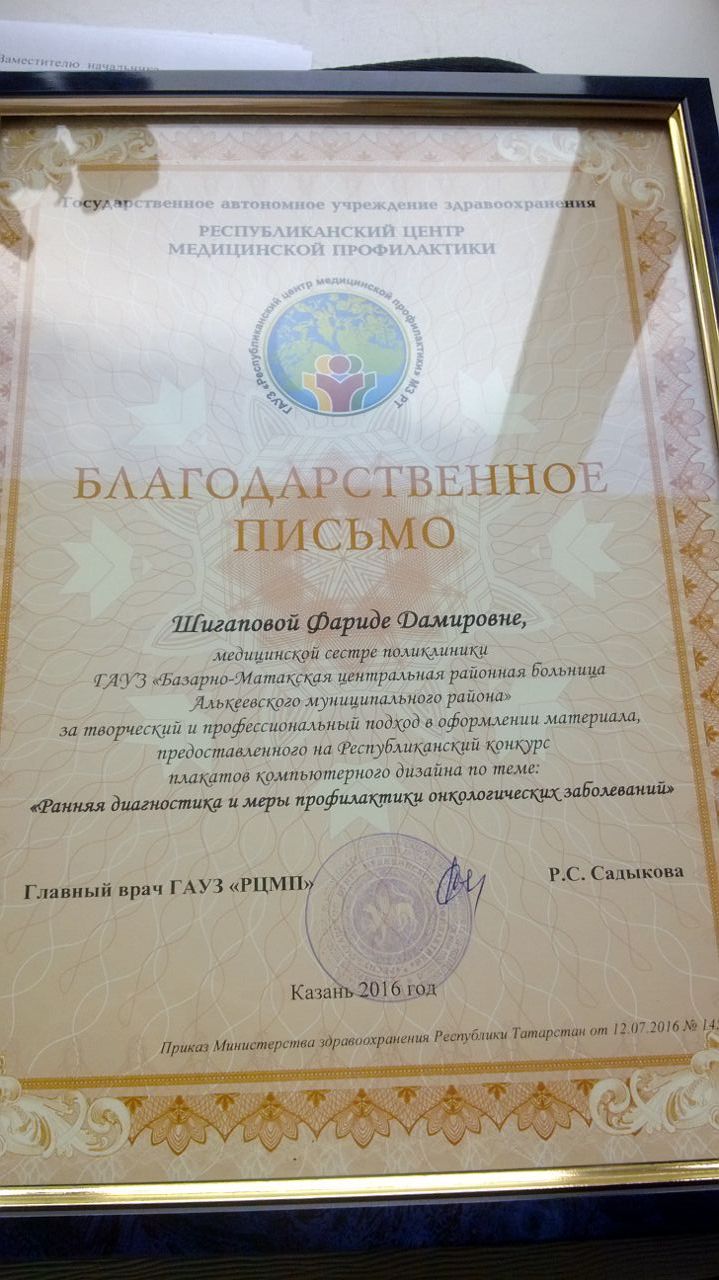 Заместителю начальника
Государственное автономное учреждение здравоохранения
РЕСПУБЛИКАНСКИЙ ЦЕНТР
МЕДИЦИНСКОЙ ПРОФИЛАКТИКИ
ГАУЗ «Республиканский центр медицинской профилактики» МЗ РТ
БЛАГОДАРСТВЕННОЕ
ПИСЬМО
Шигаповой Фариде Дамировне,
медицинской сестре поликлиники
ГАУЗ «Базарно-Матакская центральная районная больница
Алькеевского муниципального района»
за творческий и профессиональный подход в оформлении материала,
предоставленного на Республиканский конкурс
плакатов компьютерного дизайна по теме:
«Ранняя диагностика и меры профилактики онкологических заболеваний»
Главный врач ГАУЗ «РЦМП»
Р.С. Садыкова
Казань 2016 год
Приказ Министерства здравоохранения Республики Татарстан от 12.07.2016 №